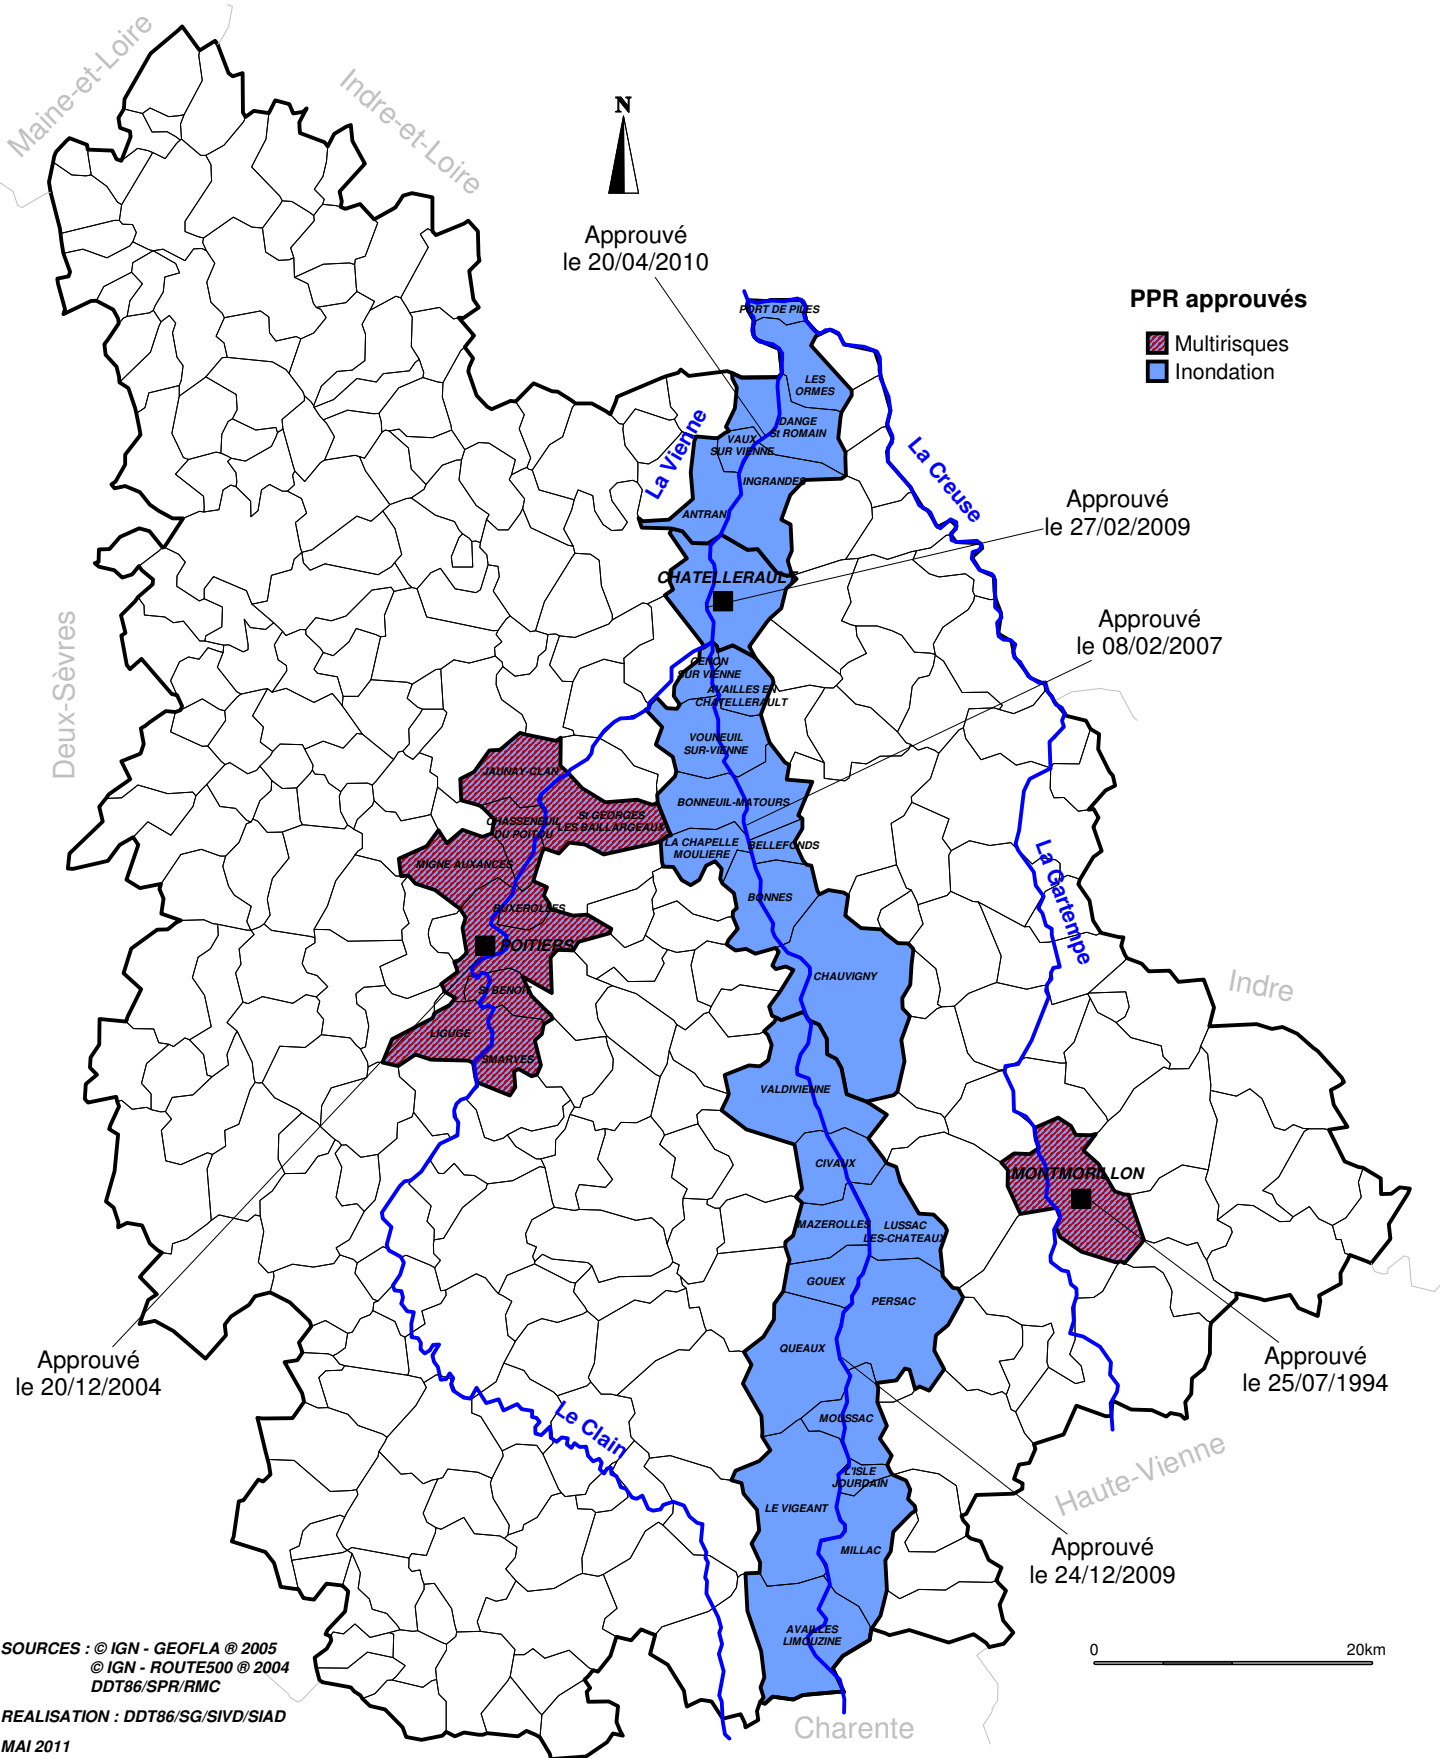 Maine-et-Loire
Indre-et-Loire
N
Approuvé
le 20/04/2010
PPR approuvés
Multirisques
Inondation
PORT DE PILES
LES
ORMES
DANGE
St ROMAIN
VAUX
SUR VIENNE
INGRANDES
ANTRAN
La Vienne
La Creuse
Approuvé
le 27/02/2009
CHATELLERAULT
Approuvé
le 08/02/2007
Deux-Sèvres
CENON
SUR VIENNE
AVAILLES EN
CHATELLERAULT
VOUNEUIL
SUR-VIENNE
JAUNAY-CLAN
BONNEUIL-MATOURS
CHASSENEUIL
DU POITOU
St GEORGES
LES BAILLARGEAUX
LA CHAPELLE
MOULIERE
BELLEFONDS
MIGNE AUXANCES
BUXEROLLES
BONNES
La Gartempe
POITIERS
CHAUVIGNY
Indre
St BENOIT
LIGUGE
SMARVES
VALDIVIENNE
CIVAUX
MONTMORILLON
MAZEROLLES
LUSSAC
LES-CHATEAUX
GOUEX
PERSAC
QUEAUX
Approuvé
le 20/12/2004
Approuvé
le 25/07/1994
Le Clain
MOUSSAC
L'ISLE
JOURDAIN
Haute-Vienne
LE VIGEANT
MILLAC
Approuvé
le 24/12/2009
AVAILLES
LIMOUZINE
SOURCES : © IGN - GEOFLA ® 2005
© IGN - ROUTE500 ® 2004
DDT86/SPR/RMC
REALISATION : DDT86/SG/SIVD/SIAD
MAI 2011
0 20km
Charente